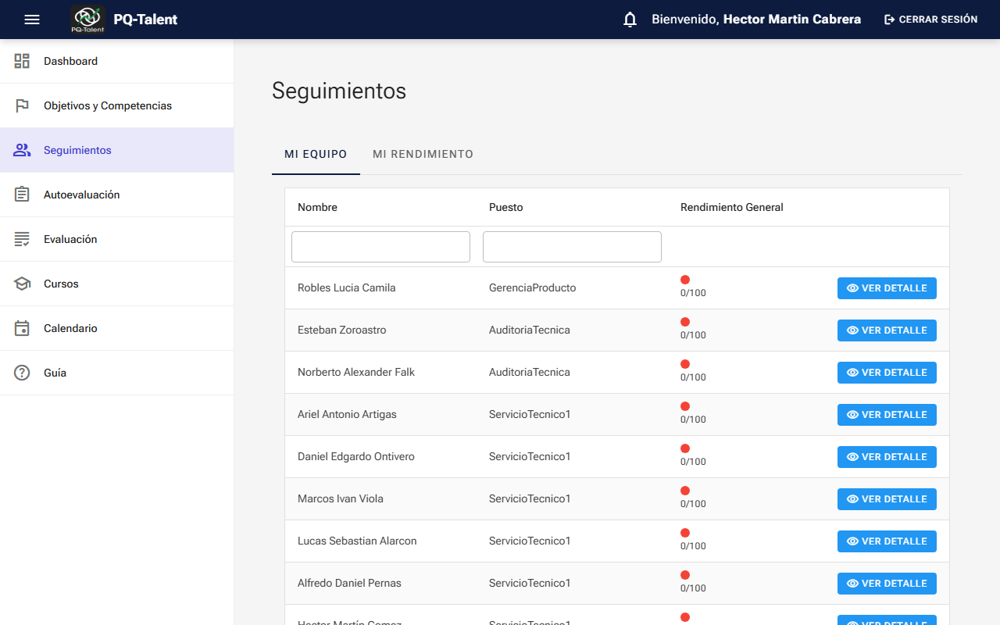 PQ-Talent
PQ-Talent
Bienvenido, Hector Martin Cabrera
CERRAR SESIÓN
Dashboard
Objetivos y Competencias
Seguimientos
Autoevaluación
Evaluación
Cursos
Calendario
Guía
Seguimientos
MI EQUIPO MI RENDIMIENTO
Nombre Puesto Rendimiento General
Robles Lucia Camila GerenciaProducto 0/100 VER DETALLE
Esteban Zoroastro AuditoriaTecnica 0/100 VER DETALLE
Norberto Alexander Falk AuditoriaTecnica 0/100 VER DETALLE
Ariel Antonio Artigas ServicioTecnico1 0/100 VER DETALLE
Daniel Edgardo Ontivero ServicioTecnico1 0/100 VER DETALLE
Marcos Ivan Viola ServicioTecnico1 0/100 VER DETALLE
Lucas Sebastian Alarcon ServicioTecnico1 0/100 VER DETALLE
Alfredo Daniel Pernas ServicioTecnico1 0/100 VER DETALLE
Hector Martín Gomez ServicioTecnico1 VER DETALLE